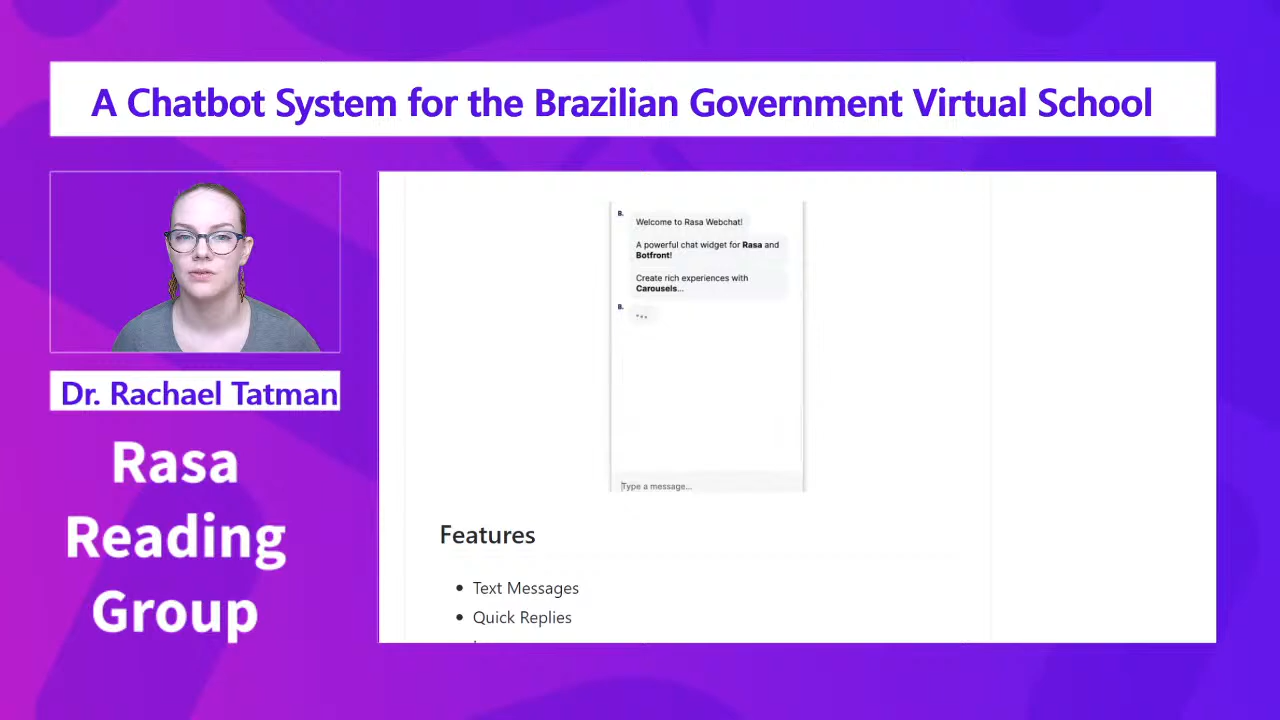 A Chatbot System for the Brazilian Government Virtual School
Dr. Rachael Tatman
Rasa
Reading
Group
B.
Welcome to Rasa Webchat!
A powerful chat widget for Rasa and
Botfront!
Create rich experiences with
Carousels...
B.
Type a message...
Features
Text Messages
Quick Replies